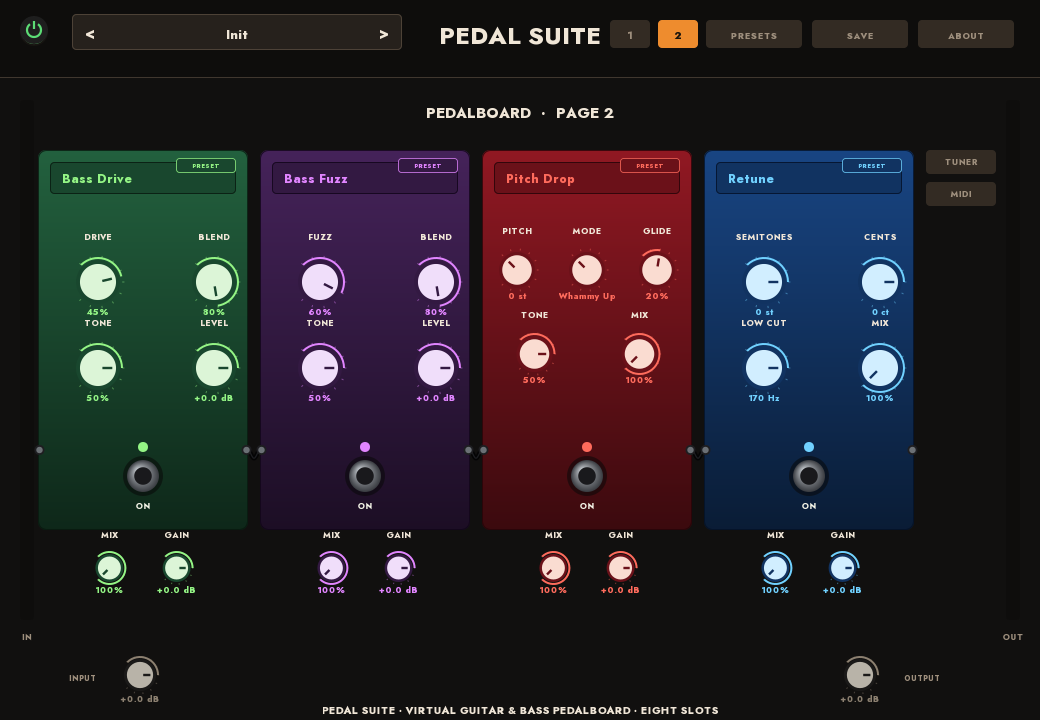 < Init >
PEDAL SUITE
1 2 PRESETS SAVE ABOUT
PEDALBOARD · PAGE 2
PRESET PRESET PRESET PRESET
Bass Drive Bass Fuzz Pitch Drop Retune
TUNER
MIDI
PITCH MODE GLIDE
DRIVE BLEND FUZZ BLEND SEMITONES CENTS
0 st Whammy Up 20%
45% 80% 60% 80% 0 st 0 ct
TONE MIX
TONE LEVEL TONE LEVEL LOW CUT MIX
50% 100%
50% +0.0 dB 50% +0.0 dB 170 Hz 100%
ON ON ON ON
MIX GAIN MIX GAIN MIX GAIN MIX GAIN
100% +0.0 dB 100% +0.0 dB 100% +0.0 dB 100% +0.0 dB
IN OUT
INPUT OUTPUT
+0.0 dB +0.0 dB
PEDAL SUITE · VIRTUAL GUITAR & BASS PEDALBOARD · EIGHT SLOTS